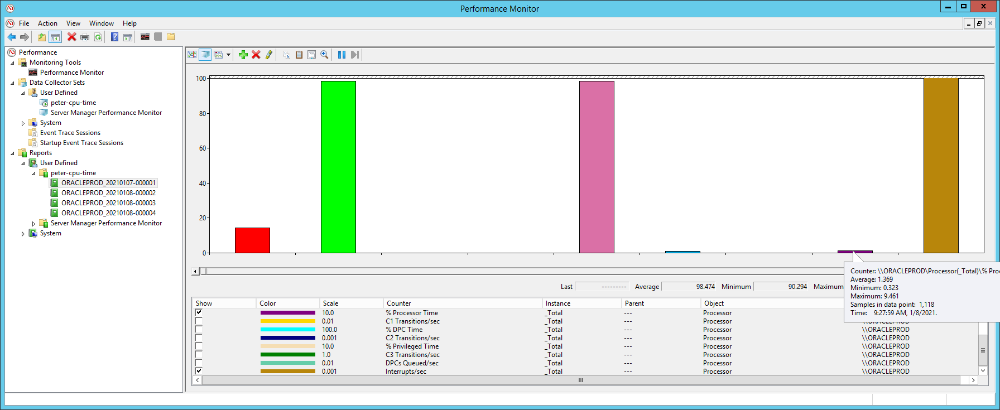 Performance Monitor
File Action View Window Help
Performance
Monitoring Tools
Performance Monitor
Data Collector Sets
User Defined
peter-cpu-time
Server Manager Performance Monitor
System
Event Trace Sessions
Startup Event Trace Sessions
Reports
User Defined
peter-cpu-time
ORACLEPROD_20210107-000001
ORACLEPROD_20210108-000002
ORACLEPROD_20210108-000003
ORACLEPROD_20210108-000004
Server Manager Performance Monitor
System
100
80
60
40
20
0
Last --------- Average 98.474 Minimum 90.294 Maximum
Counter: \\ORACLEPROD\Processor(_Total)\% Proc
Average: 1.369
Minimum: 0.323
Maximum: 9.461
Samples in data point: 1,118
Time: 9:27:59 AM, 1/8/2021.
Show Color Scale Counter Instance Parent Object
10.0 % Processor Time _Total --- Processor
0.01 C1 Transitions/sec _Total --- Processor
100.0 % DPC Time _Total --- Processor \\ORACLEPROD
0.001 C2 Transitions/sec _Total --- Processor \\ORACLEPROD
10.0 % Privileged Time _Total --- Processor \\ORACLEPROD
1.0 C3 Transitions/sec _Total --- Processor \\ORACLEPROD
0.01 DPCs Queued/sec _Total --- Processor \\ORACLEPROD
0.001 Interrupts/sec _Total --- Processor \\ORACLEPROD